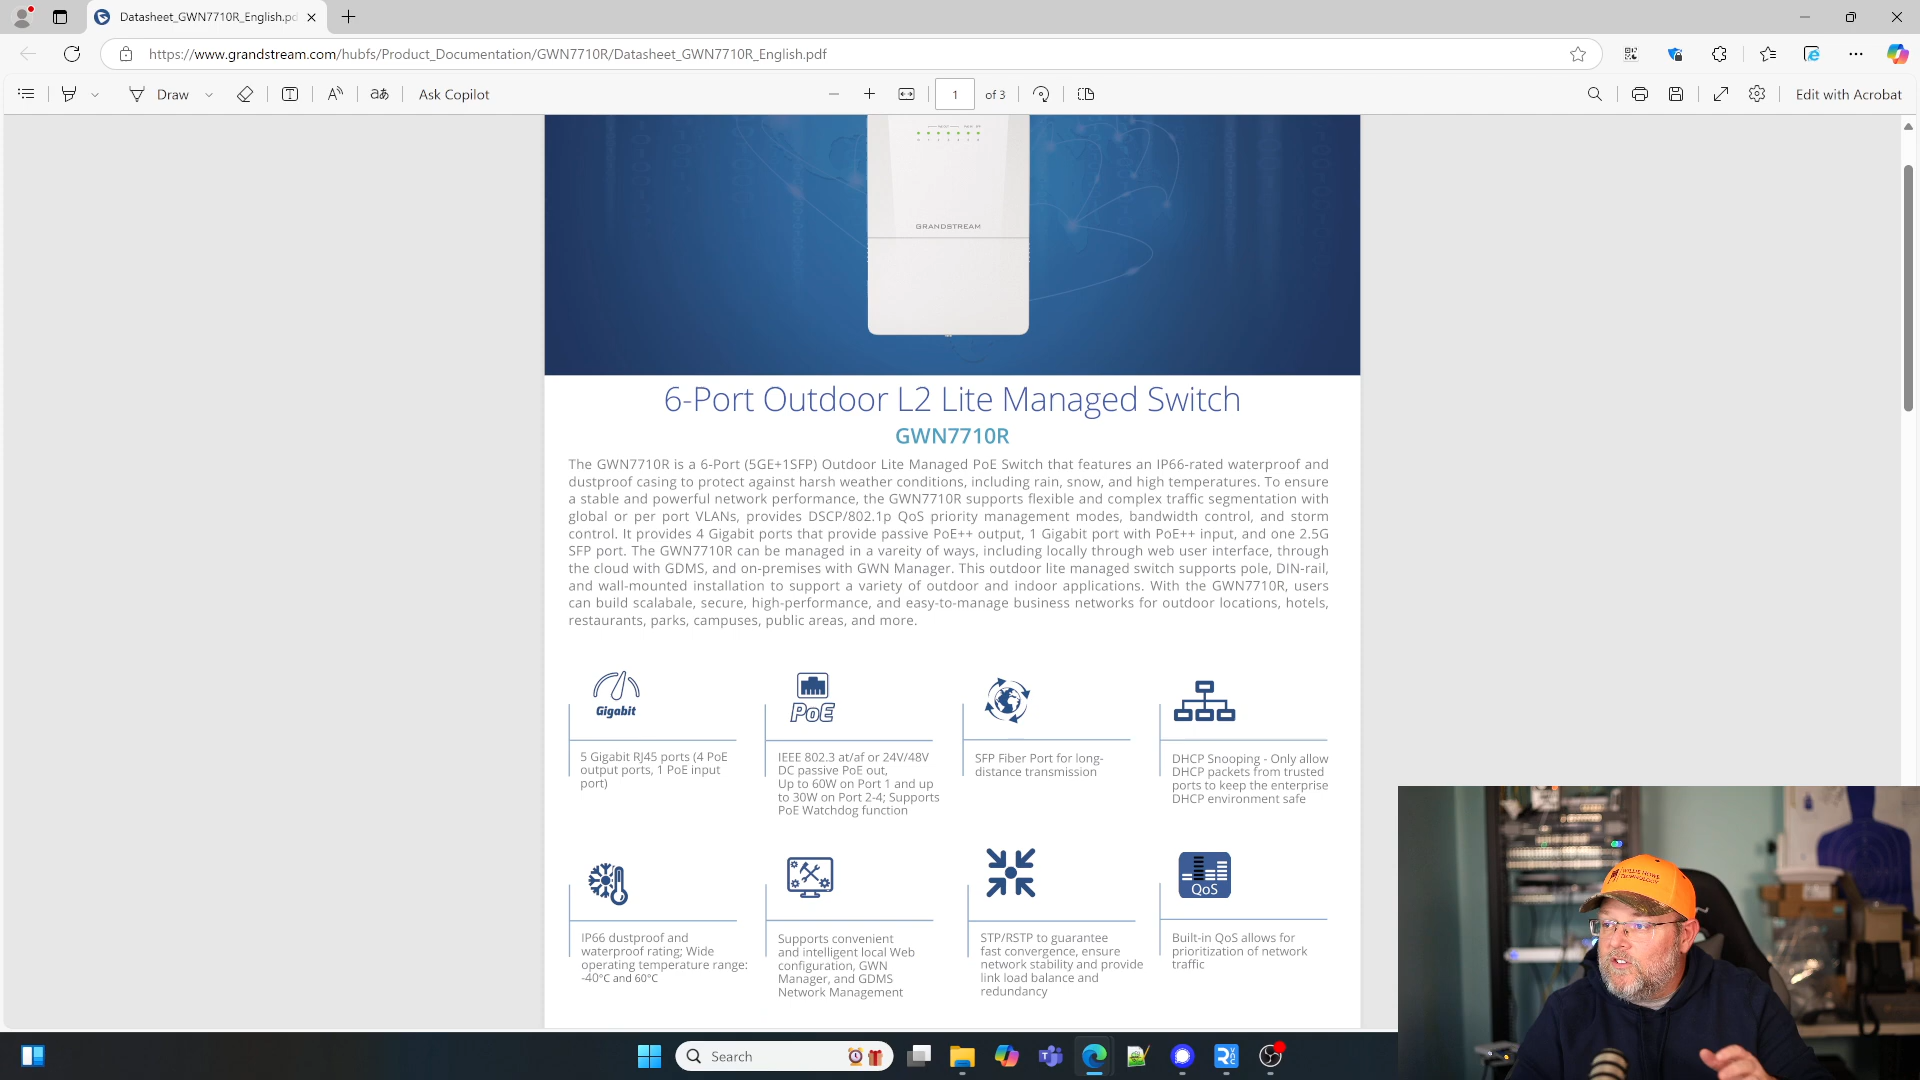 Datasheet_GWN7710R_English.pd
https://www.grandstream.com/hubfs/Product_Documentation/GWN7710R/Datasheet_GWN7710R_English.pdf
Draw
Ask Copilot
1
of 3
Edit with Acrobat
GRANDSTREAM
6-Port Outdoor L2 Lite Managed Switch
GWN7710R
The GWN7710R is a 6-Port (5GE+1SFP) Outdoor Lite Managed PoE Switch that features an IP66-rated waterproof and
dustproof casing to protect against harsh weather conditions, including rain, snow, and high temperatures. To ensure
a stable and powerful network performance, the GWN7710R supports flexible and complex traffic segmentation with
global or per port VLANs, provides DSCP/802.1p QoS priority management modes, bandwidth control, and storm
control. It provides 4 Gigabit ports that provide passive PoE++ output, 1 Gigabit port with PoE++ input, and one 2.5G
SFP port. The GWN7710R can be managed in a vareity of ways, including locally through web user interface, through
the cloud with GDMS, and on-premises with GWN Manager. This outdoor lite managed switch supports pole, DIN-rail,
and wall-mounted installation to support a variety of outdoor and indoor applications. With the GWN7710R, users
can build scalabale, secure, high-performance, and easy-to-manage business networks for outdoor locations, hotels,
restaurants, parks, campuses, public areas, and more.
Gigabit
5 Gigabit RJ45 ports (4 PoE
output ports, 1 PoE input
port)
PoE
IEEE 802.3 at/af or 24V/48V
DC passive PoE out,
Up to 60W on Port 1 and up
to 30W on Port 2-4; Supports
PoE Watchdog function
SFP Fiber Port for long-
distance transmission
DHCP Snooping - Only allow
DHCP packets from trusted
ports to keep the enterprise
DHCP environment safe
IP66 dustproof and
waterproof rating; Wide
operating temperature range:
-40°C and 60°C
Supports convenient
and intelligent local Web
configuration, GWN
Manager, and GDMS
Network Management
STP/RSTP to guarantee
fast convergence, ensure
network stability and provide
link load balance and
redundancy
QoS
Built-in QoS allows for
prioritization of network
traffic
Search